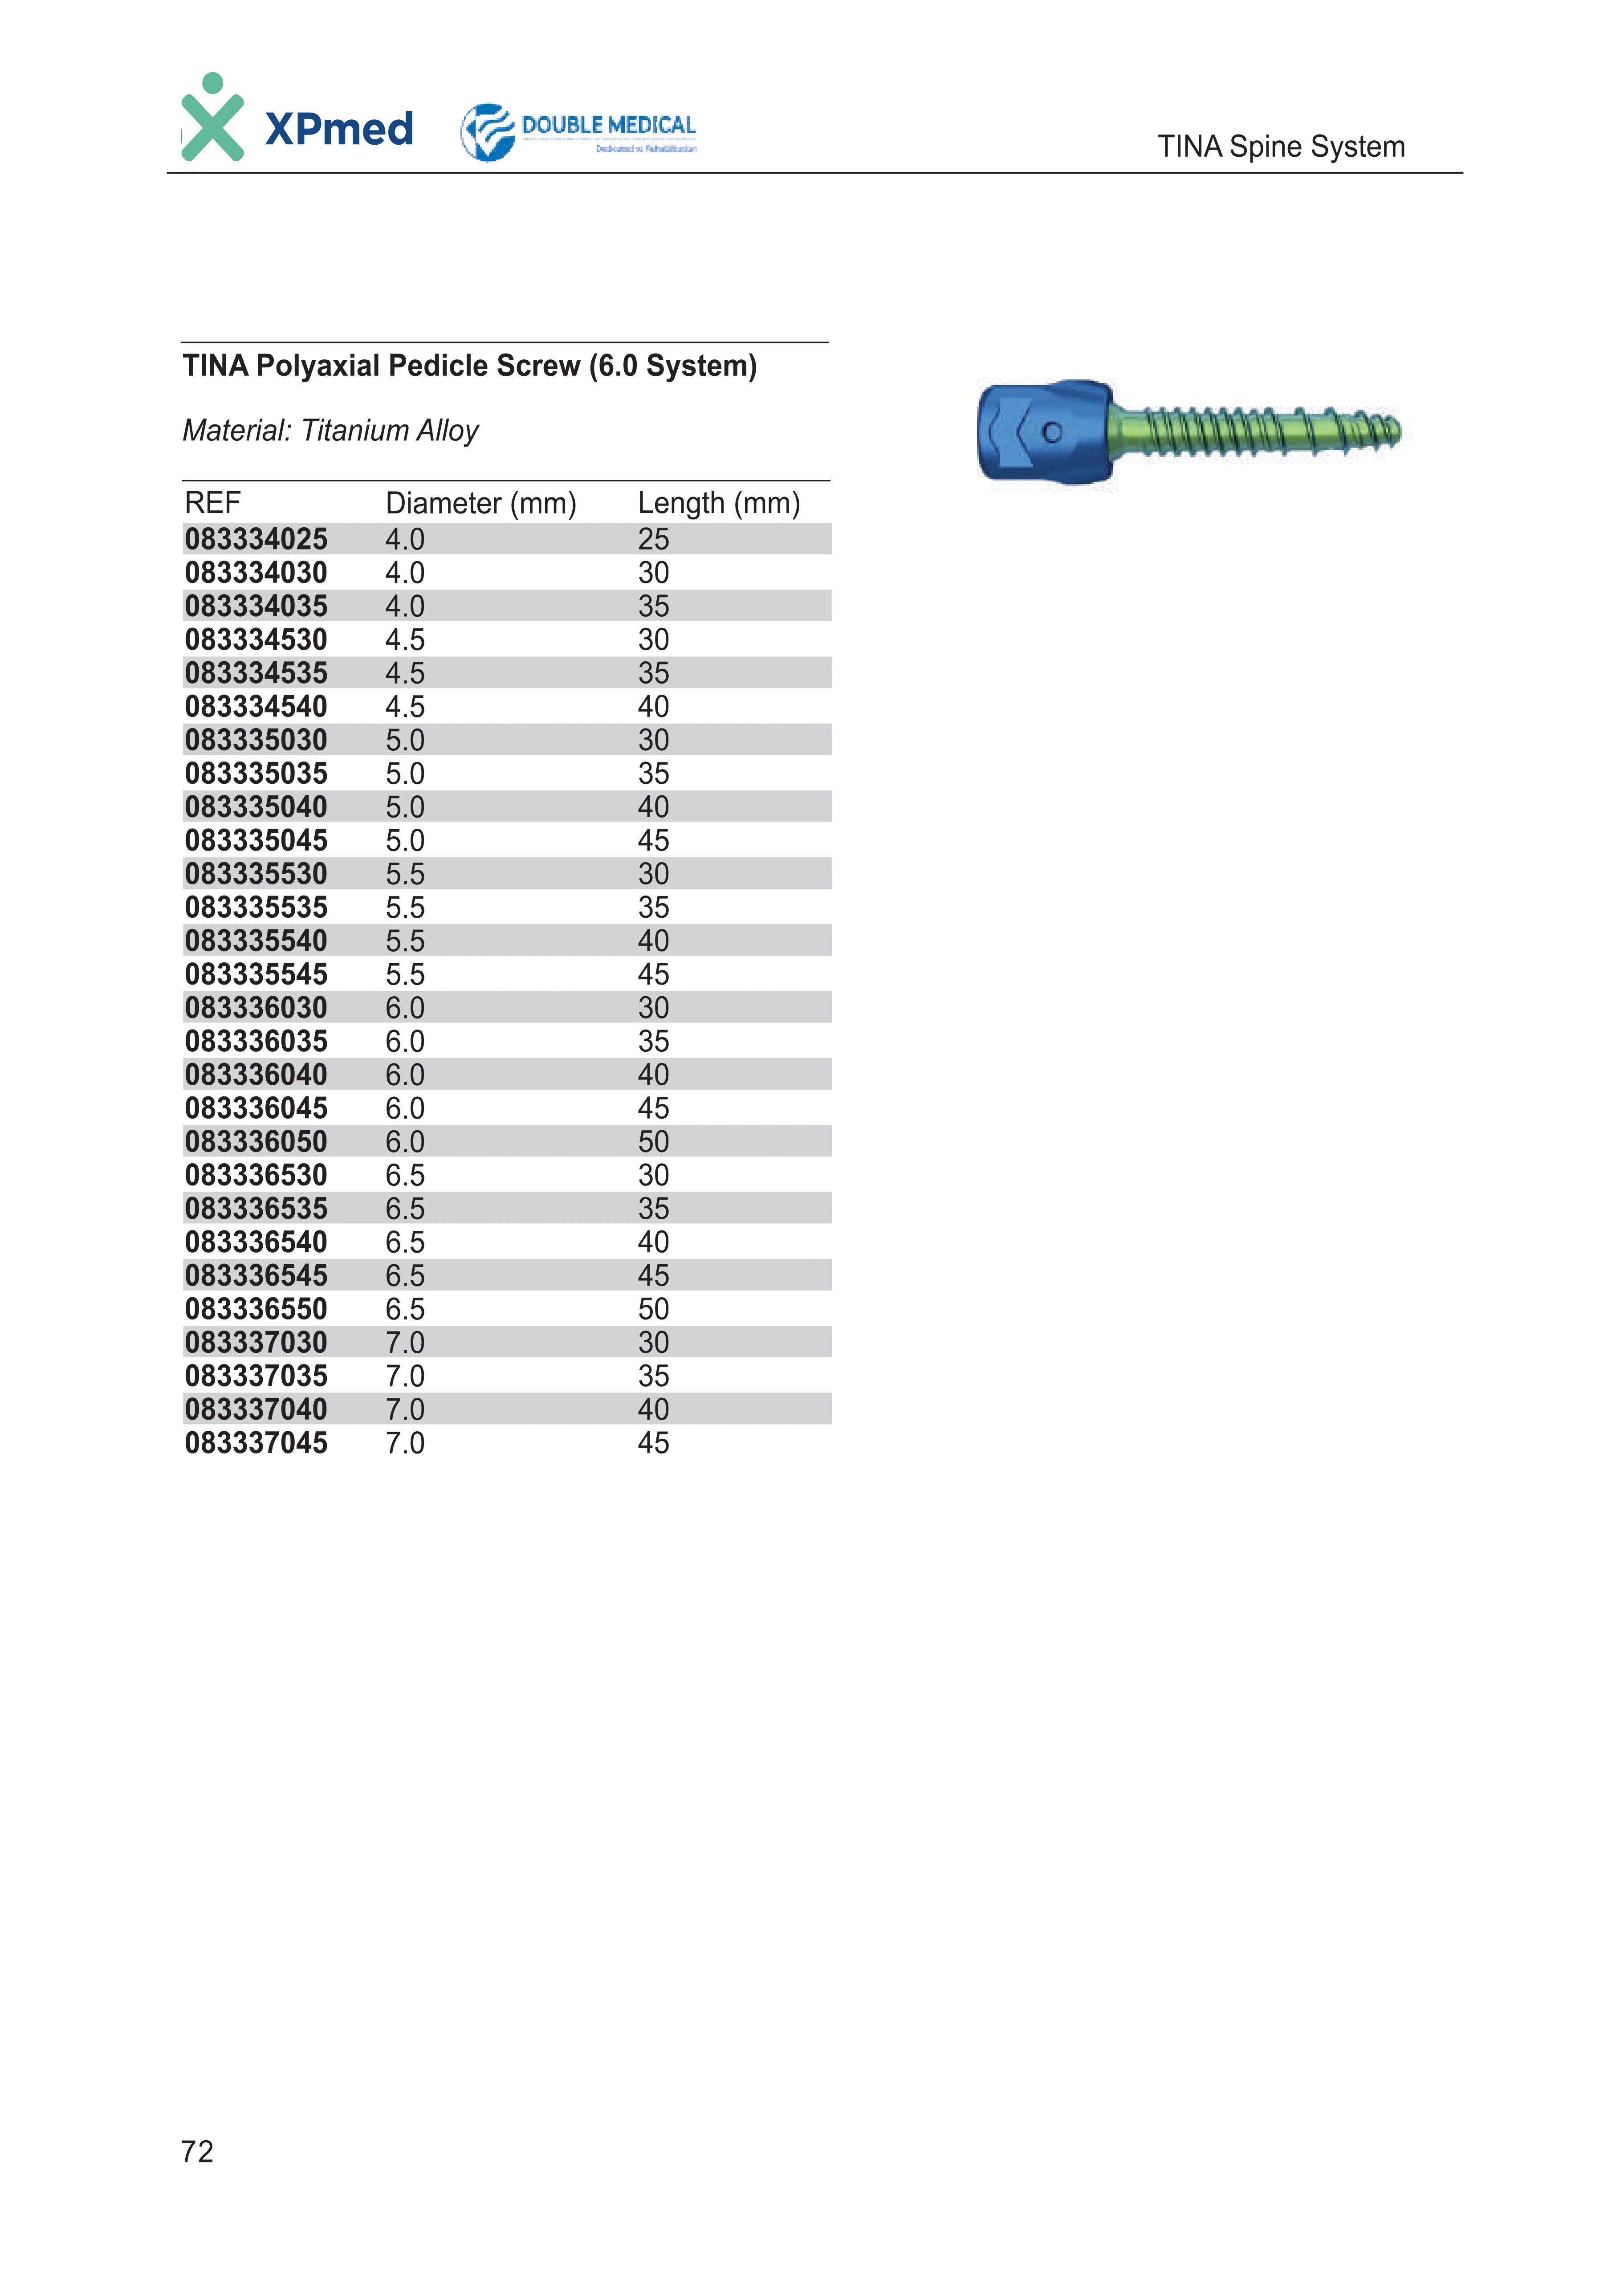 XPmed
DOUBLE MEDICAL
Dedicated to Rehabilitation
TINA Spine System
TINA Polyaxial Pedicle Screw (6.0 System)
Material: Titanium Alloy
REF Diameter (mm) Length (mm)
083334025 4.0 25
083334030 4.0 30
083334035 4.0 35
083334530 4.5 30
083334535 4.5 35
083334540 4.5 40
083335030 5.0 30
083335035 5.0 35
083335040 5.0 40
083335045 5.0 45
083335530 5.5 30
083335535 5.5 35
083335540 5.5 40
083335545 5.5 45
083336030 6.0 30
083336035 6.0 35
083336040 6.0 40
083336045 6.0 45
083336050 6.0 50
083336530 6.5 30
083336535 6.5 35
083336540 6.5 40
083336545 6.5 45
083336550 6.5 50
083337030 7.0 30
083337035 7.0 35
083337040 7.0 40
083337045 7.0 45
72